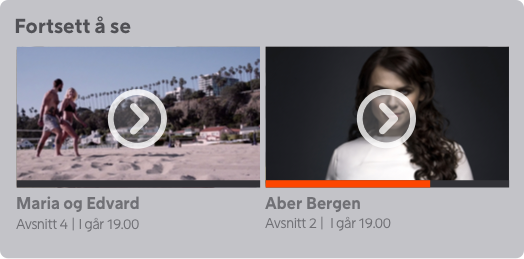 Fortsett å se
Maria og Edvard
Avsnitt 4 | I går 19.00
Aber Bergen
Avsnitt 2 | I går 19.00